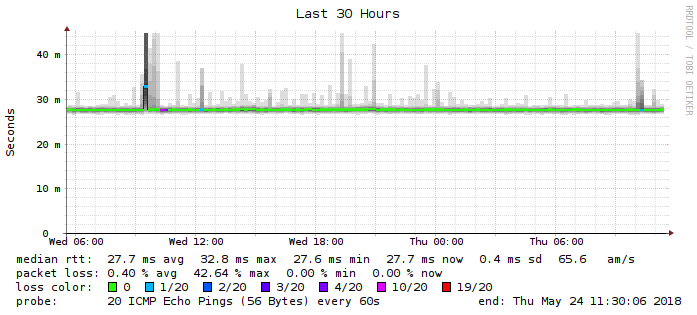 Last 30 Hours
RRDTOOL / TOBI OETIKER
Seconds
40 m
30 m
20 m
10 m
0
Wed 06:00 Wed 12:00 Wed 18:00 Thu 00:00 Thu 06:00
median rtt: 27.7 ms avg 32.8 ms max 27.6 ms min 27.7 ms now 0.4 ms sd 65.6 am/s
packet loss: 0.40 % avg 42.64 % max 0.00 % min 0.00 % now
loss color: 0 1/20 2/20 3/20 4/20 10/20 19/20
probe: 20 ICMP Echo Pings (56 Bytes) every 60s end: Thu May 24 11:30:06 2018